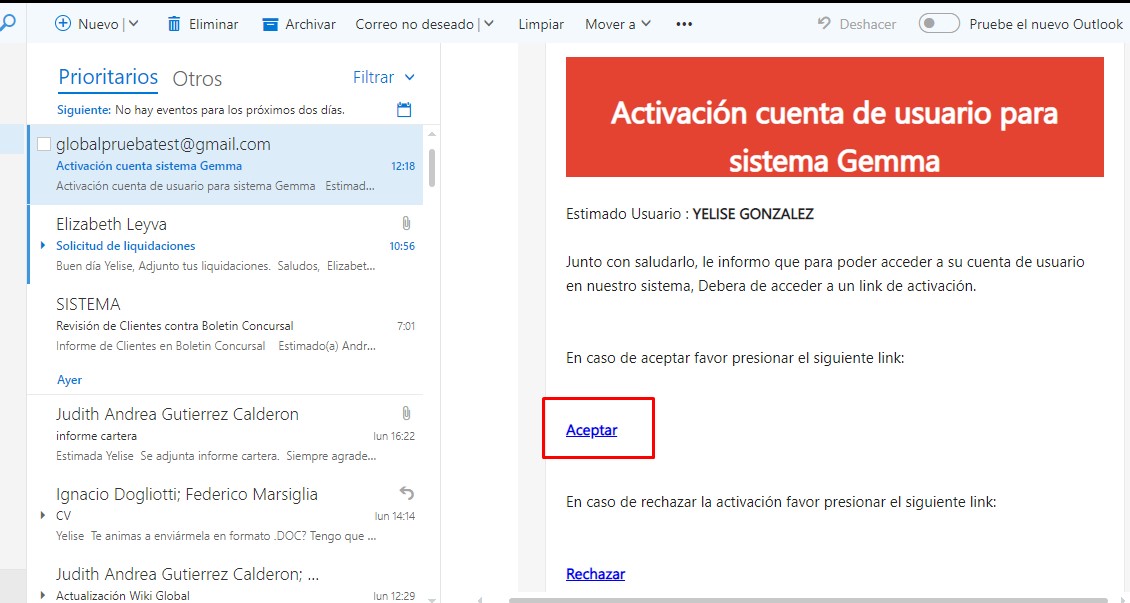 Nuevo | Eliminar Archivar Correo no deseado | Limpiar Mover a ••• Deshacer Pruebe el nuevo Outlook
Prioritarios Otros Filtrar
Siguiente: No hay eventos para los próximos dos días.
globalpruebatest@gmail.com
Activación cuenta sistema Gemma 12:18
Activación cuenta de usuario para sistema Gemma Estimad...
Elizabeth Leyva
Solicitud de liquidaciones 10:56
Buen día Yelise, Adjunto tus liquidaciones. Saludos, Elizabet...
SISTEMA
Revisión de Clientes contra Boletin Concursal 7:01
Informe de Clientes en Boletin Concursal Estimado(a) Andr...
Ayer
Judith Andrea Gutierrez Calderon
informe cartera lun 16:22
Estimada Yelise Se adjunta informe cartera. Siempre agrade...
Ignacio Dogliotti; Federico Marsiglia
CV lun 14:14
Yelise Te animas a enviármela en formato .DOC? Tengo que ...
Judith Andrea Gutierrez Calderon; ...
Actualización Wiki Global lun 12:29
Activación cuenta de usuario para
sistema Gemma
Estimado Usuario : YELISE GONZALEZ
Junto con saludarlo, le informo que para poder acceder a su cuenta de usuario
en nuestro sistema, Debera de acceder a un link de activación.
En caso de aceptar favor presionar el siguiente link:
Aceptar
En caso de rechazar la activación favor presionar el siguiente link:
Rechazar